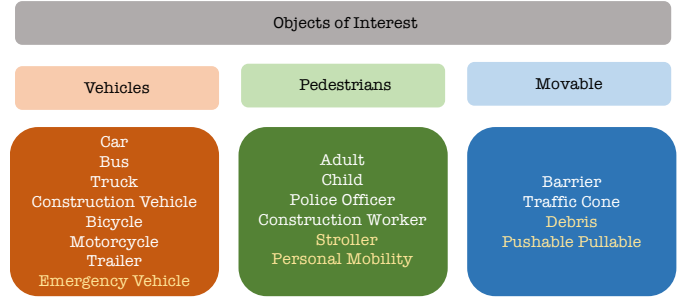 Objects of Interest
Vehicles
Pedestrians
Movable
Car
Bus
Truck
Construction Vehicle
Bicycle
Motorcycle
Trailer
Emergency Vehicle
Adult
Child
Police Officer
Construction Worker
Stroller
Personal Mobility
Barrier
Traffic Cone
Debris
Pushable Pullable